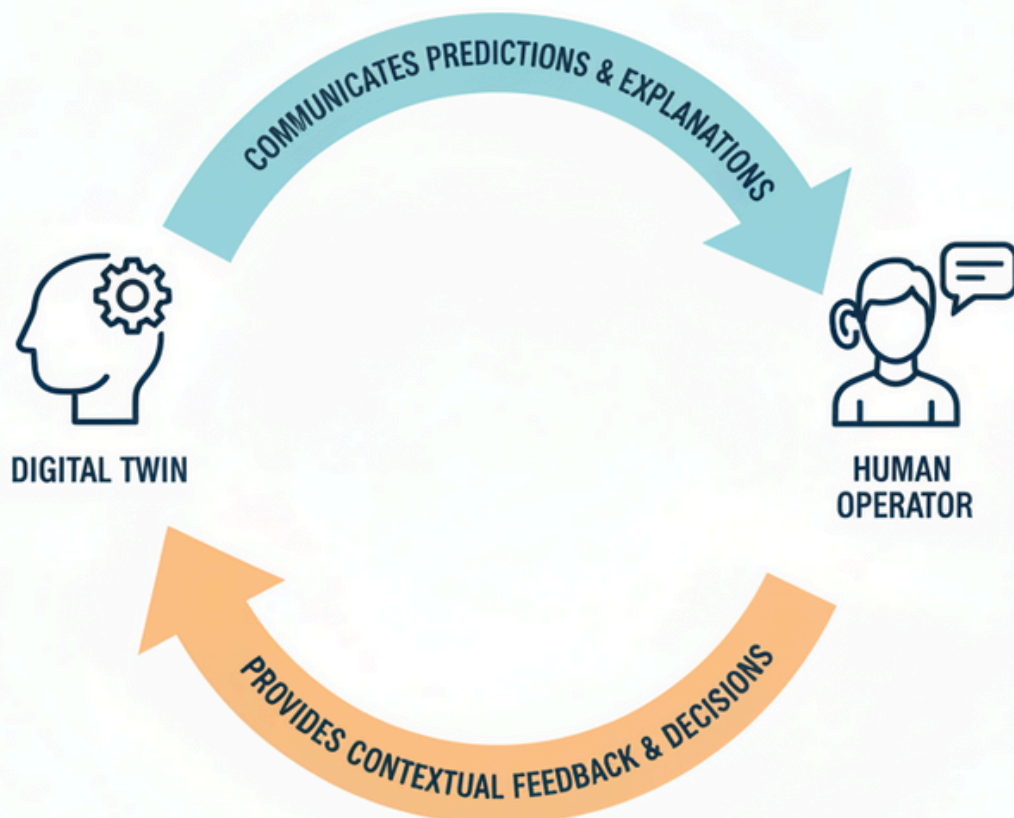 COMMUNICATES PREDICTIONS & EXPLANATIONS
DIGITAL TWIN
HUMAN
OPERATOR
PROVIDES CONTEXTUAL FEEDBACK & DECISIONS